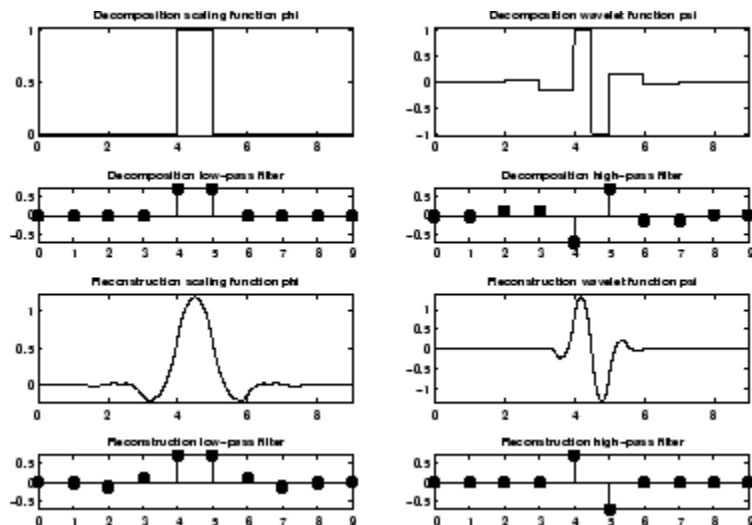 Decomposition scaling function phi
1
0.5
0
0 2 4 6 8
Decomposition wavelet function psi
1
0.5
0
−0.5
−1
0 2 4 6 8
Decomposition low−pass filter
0.5
0
−0.5
0 1 2 3 4 5 6 7 8 9
Decomposition high−pass filter
0.5
0
−0.5
0 1 2 3 4 5 6 7 8 9
Reconstruction scaling function phi
1
0.5
0
0 2 4 6 8
Reconstruction wavelet function psi
1
0.5
0
−0.5
−1
0 2 4 6 8
Reconstruction low−pass filter
0.5
0
−0.5
0 1 2 3 4 5 6 7 8 9
Reconstruction high−pass filter
0.5
0
−0.5
0 1 2 3 4 5 6 7 8 9